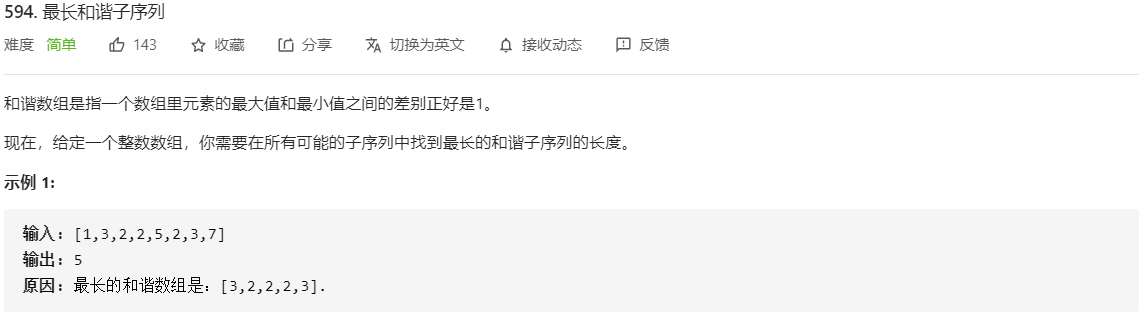 594. 最长和谐子序列
难度 简单 143 收藏 分享 切换为英文 接收动态 反馈
和谐数组是指一个数组里元素的最大值和最小值之间的差别正好是1。
现在，给定一个整数数组，你需要在所有可能的子序列中找到最长的和谐子序列的长度。
示例 1:
输入: [1,3,2,2,5,2,3,7]
输出: 5
原因: 最长的和谐数组是：[3,2,2,2,3].